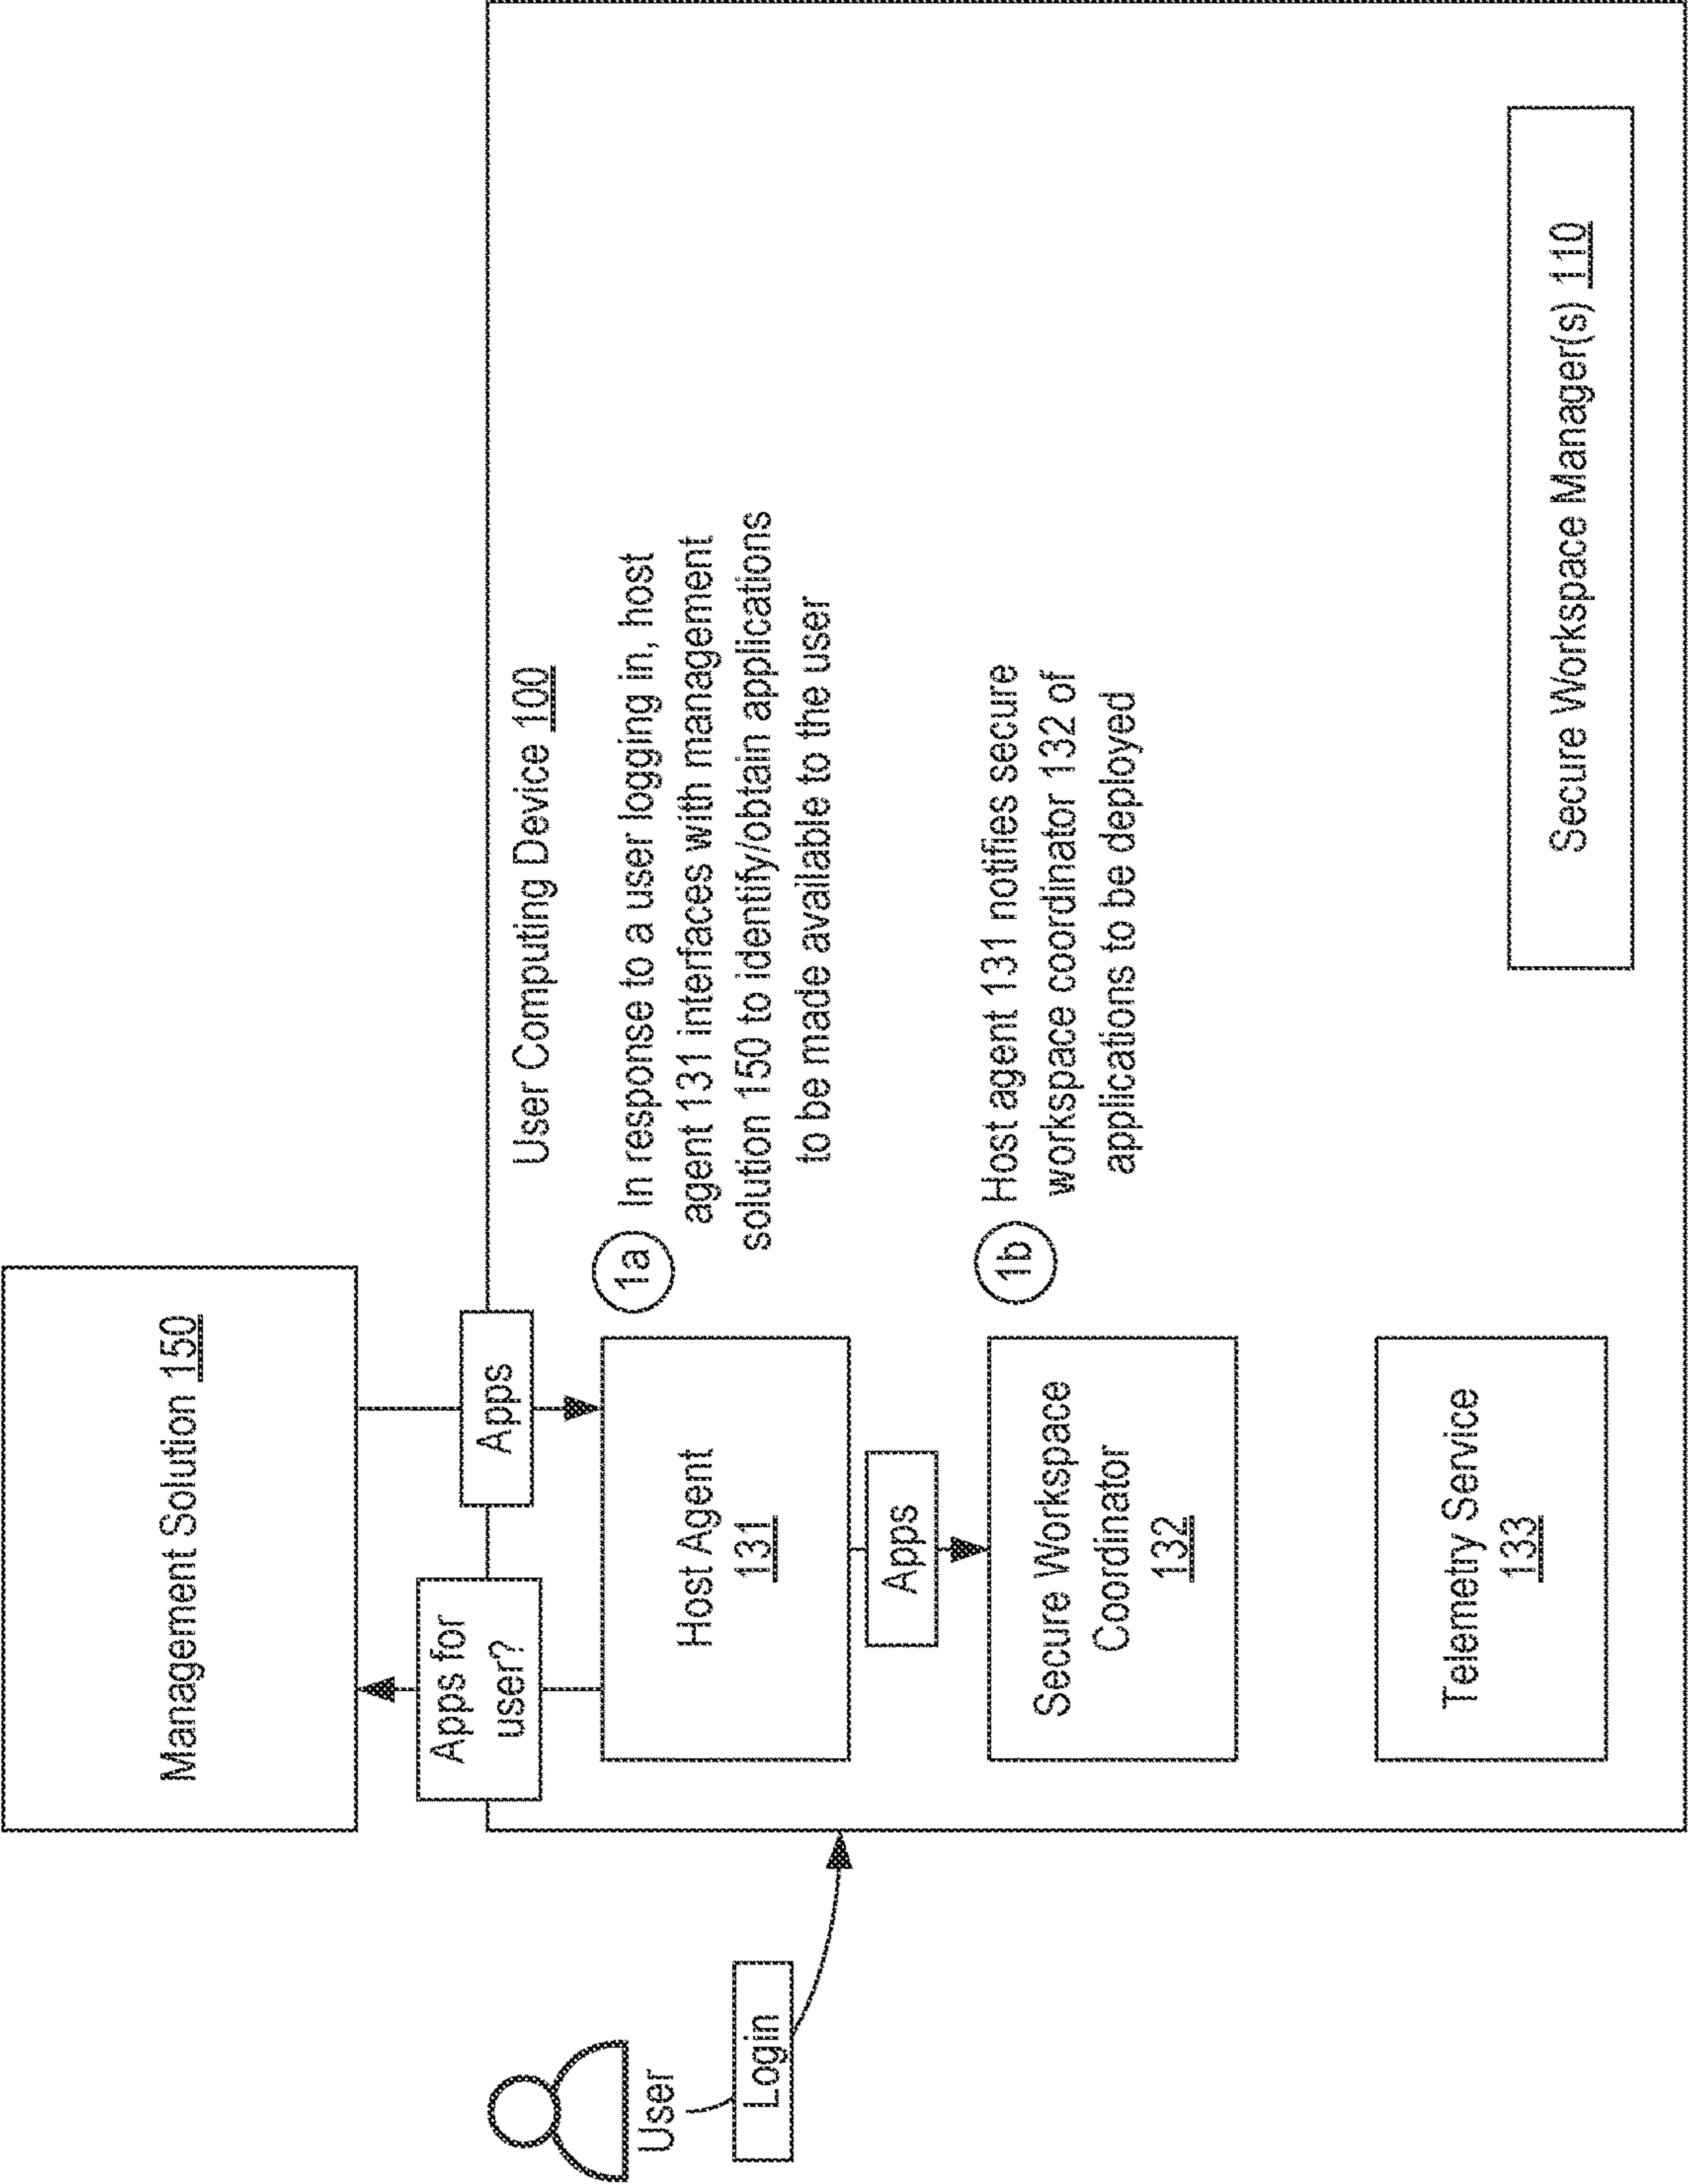 Management Solution 150
Apps for
user?
Apps
User Computing Device 100
User
Login
Host Agent
131
1a
In response to a user logging in, host
agent 131 interfaces with management
solution 150 to identify/obtain applications
to be made available to the user
Apps
Secure Workspace
Coordinator
132
1b
Host agent 131 notifies secure
workspace coordinator 132 of
applications to be deployed
Telemetry Service
133
Secure Workspace Manager(s) 110